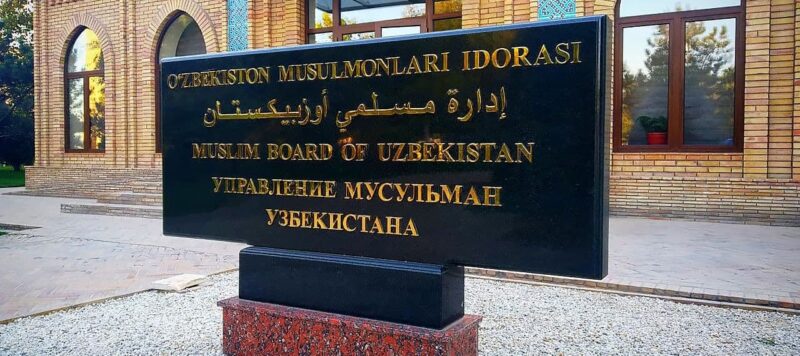 O'ZBEKISTON MUSULMONLARI IDORASI
إدارة مسلمي أوزبيكستان
MUSLIM BOARD OF UZBEKISTAN
УПРАВЛЕНИЕ МУСУЛЬМАН
УЗБЕКИСТАНА